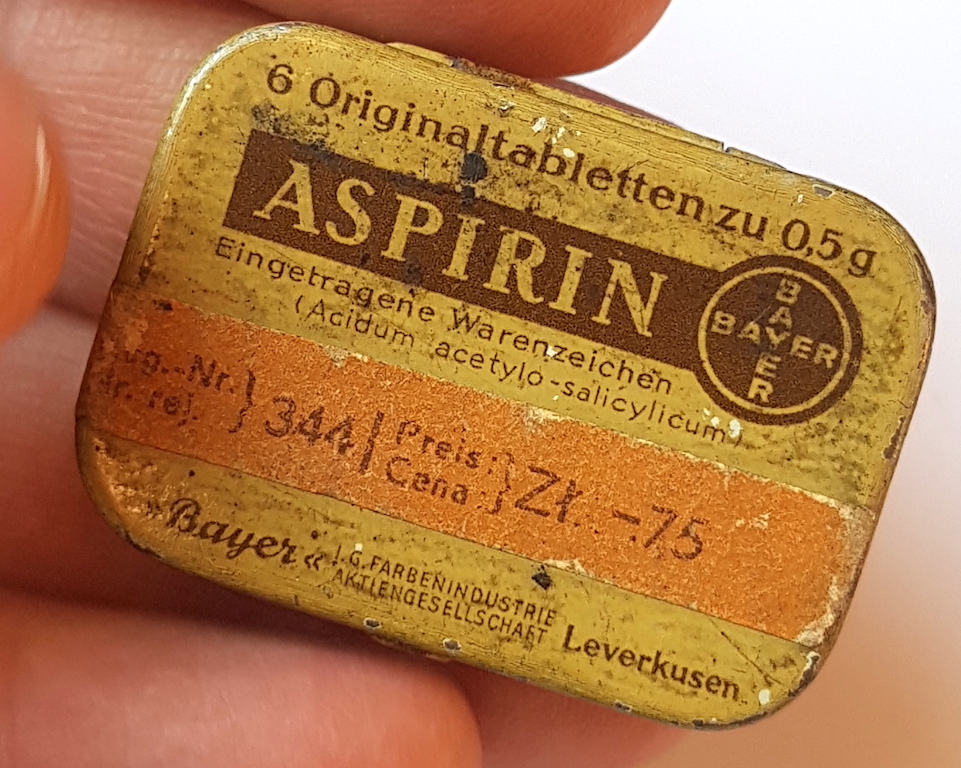 6 Originaltabletten zu 0,5 g
ASPIRIN
BAYER
BAYER
Eingetragene Warenzeichen
(Acidum acetylo-salicylicum)
344 | Preis: } Zł. -.75
Cena :
»Bayer« I.G. FARBENINDUSTRIE
AKTIENGESELLSCHAFT Leverkusen